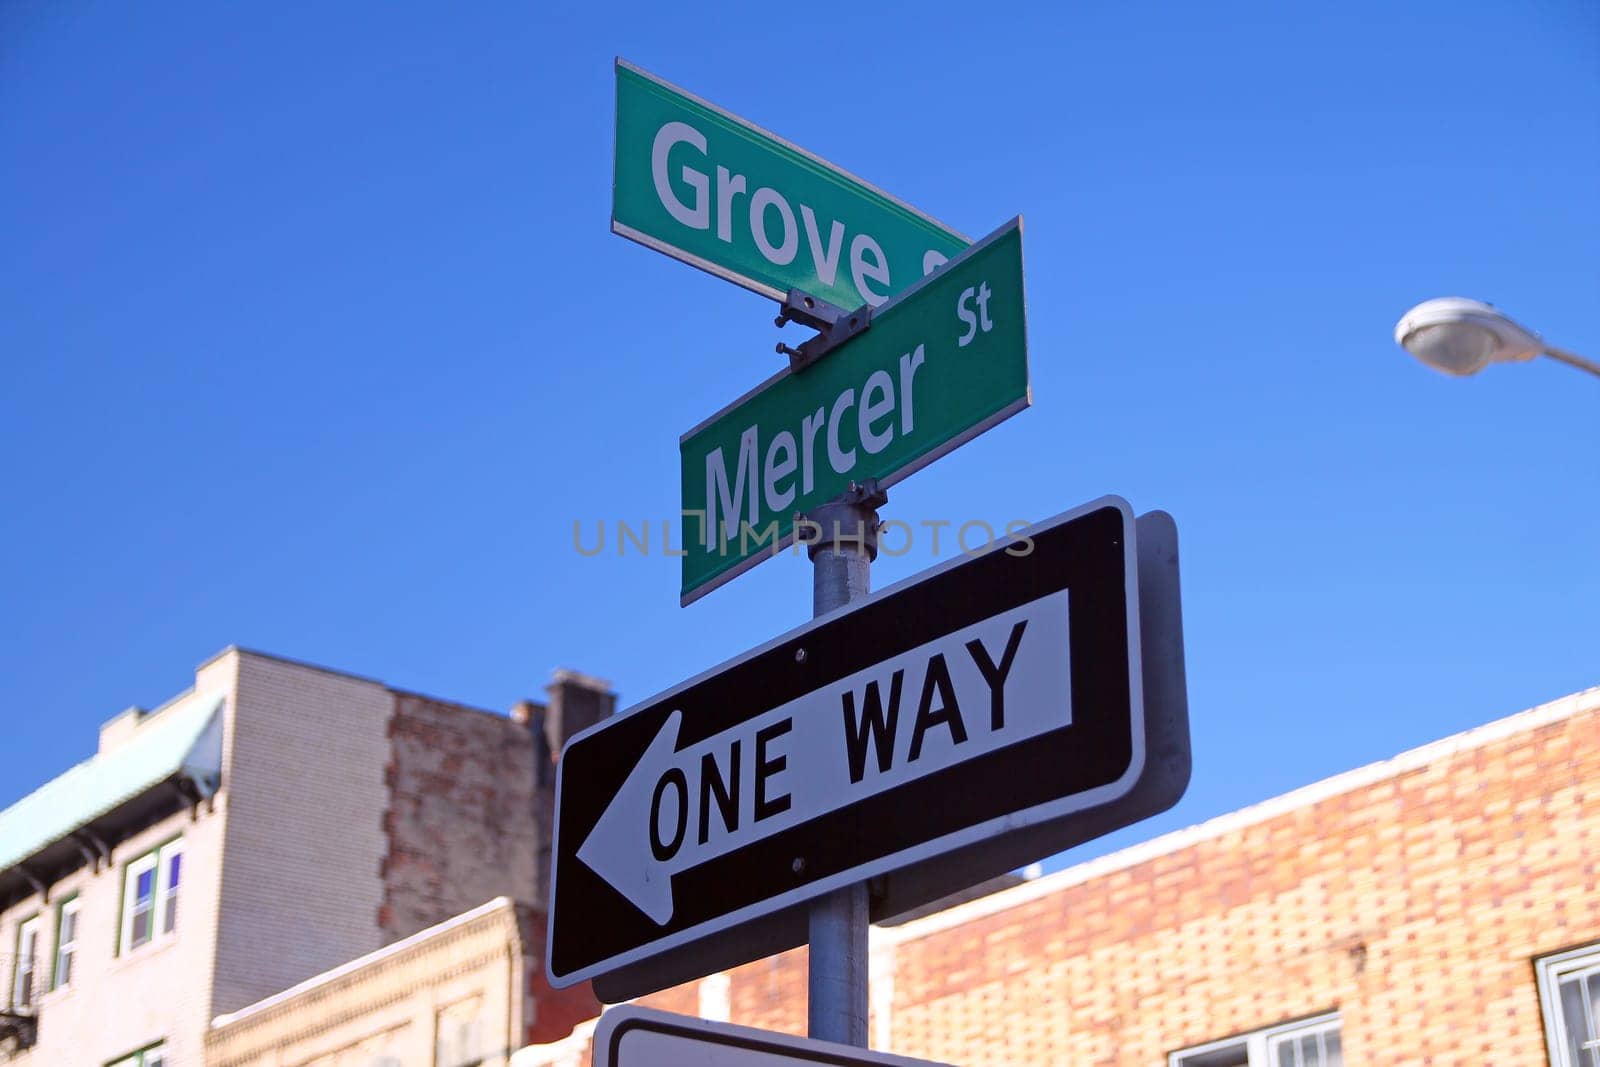 Grove S
Mercer St
UNLIMPHOTOS
ONE WAY